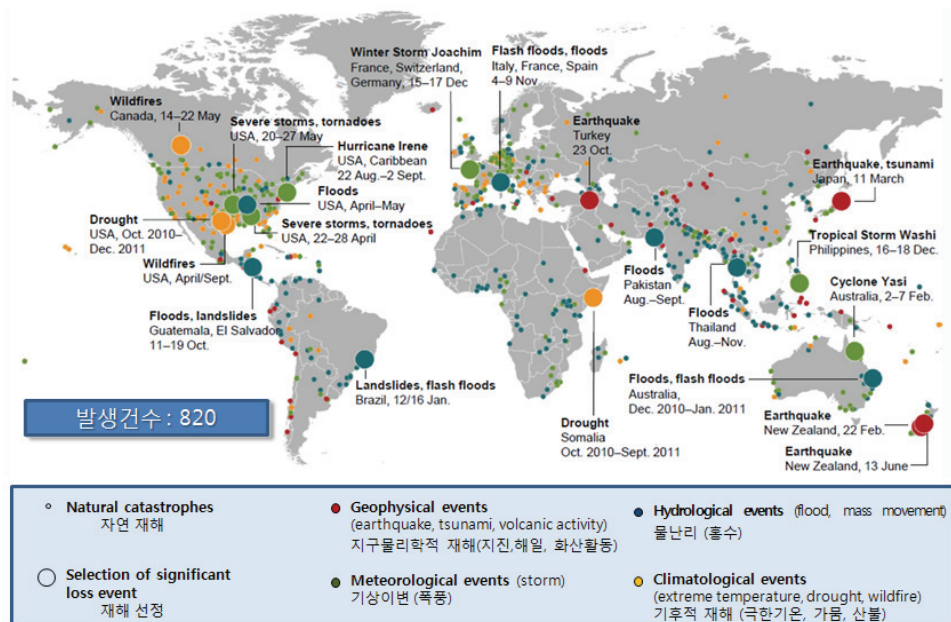 Winter Storm Joachim
France, Switzerland,
Germany, 15–17 Dec
Flash floods, floods
Italy, France, Spain
4–9 Nov.
Wildfires
Canada, 14–22 May
Severe storms, tornadoes
USA, 20–27 May
Hurricane Irene
USA, Caribbean
22 Aug.–2 Sept.
Earthquake
Turkey
23 Oct.
Earthquake, tsunami
Japan, 11 March
Floods
USA, April–May
Drought
USA, Oct. 2010–
Dec. 2011
Severe storms, tornadoes
USA, 22–28 April
Tropical Storm Washi
Philippines, 16–18 Dec.
Wildfires
USA, April/Sept.
Floods
Pakistan
Aug.–Sept.
Cyclone Yasi
Australia, 2–7 Feb.
Floods, landslides
Guatemala, El Salvador
11–19 Oct.
Floods
Thailand
Aug.–Nov.
Landslides, flash floods
Brazil, 12/16 Jan.
Floods, flash floods
Australia,
Dec. 2010–Jan. 2011
발생건수 : 820
Drought
Somalia
Oct. 2010–Sept. 2011
Earthquake
New Zealand, 22 Feb.
Earthquake
New Zealand, 13 June
Natural catastrophes
자연 재해
Geophysical events
(earthquake, tsunami, volcanic activity)
지구물리학적 재해(지진,해일, 화산활동)
Hydrological events (flood, mass movement)
물난리 (홍수)
Selection of significant
loss event
재해 선정
Meteorological events (storm)
기상이변 (폭풍)
Climatological events
(extreme temperature, drought, wildfire)
기후적 재해 (극한기온, 가뭄, 산불)